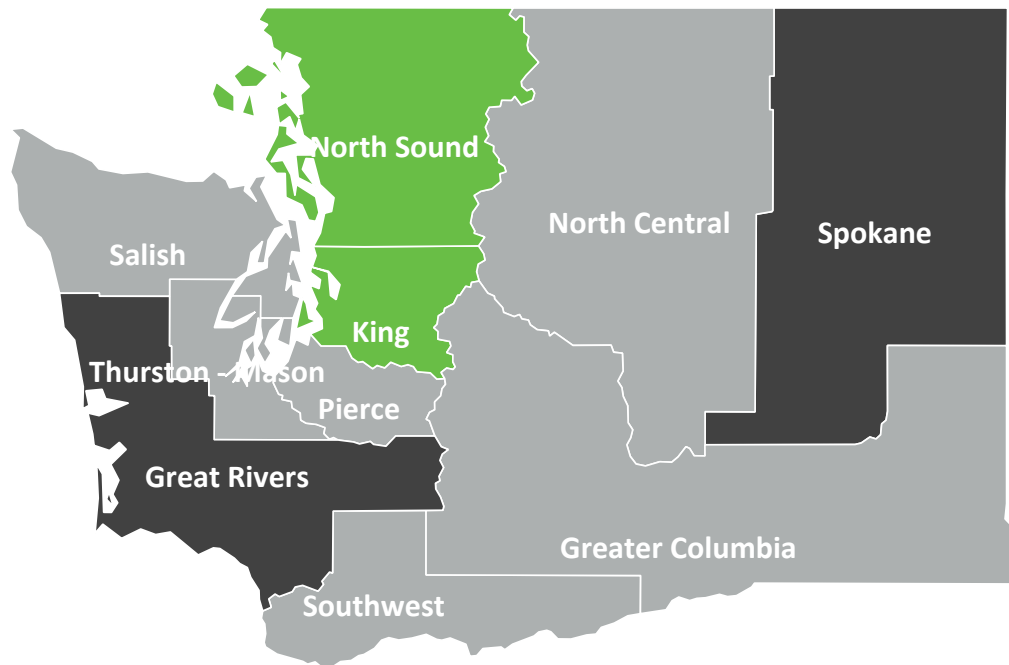 North Sound
North Central
Spokane
Salish
King
Thurston - Mason
Pierce
Great Rivers
Greater Columbia
Southwest